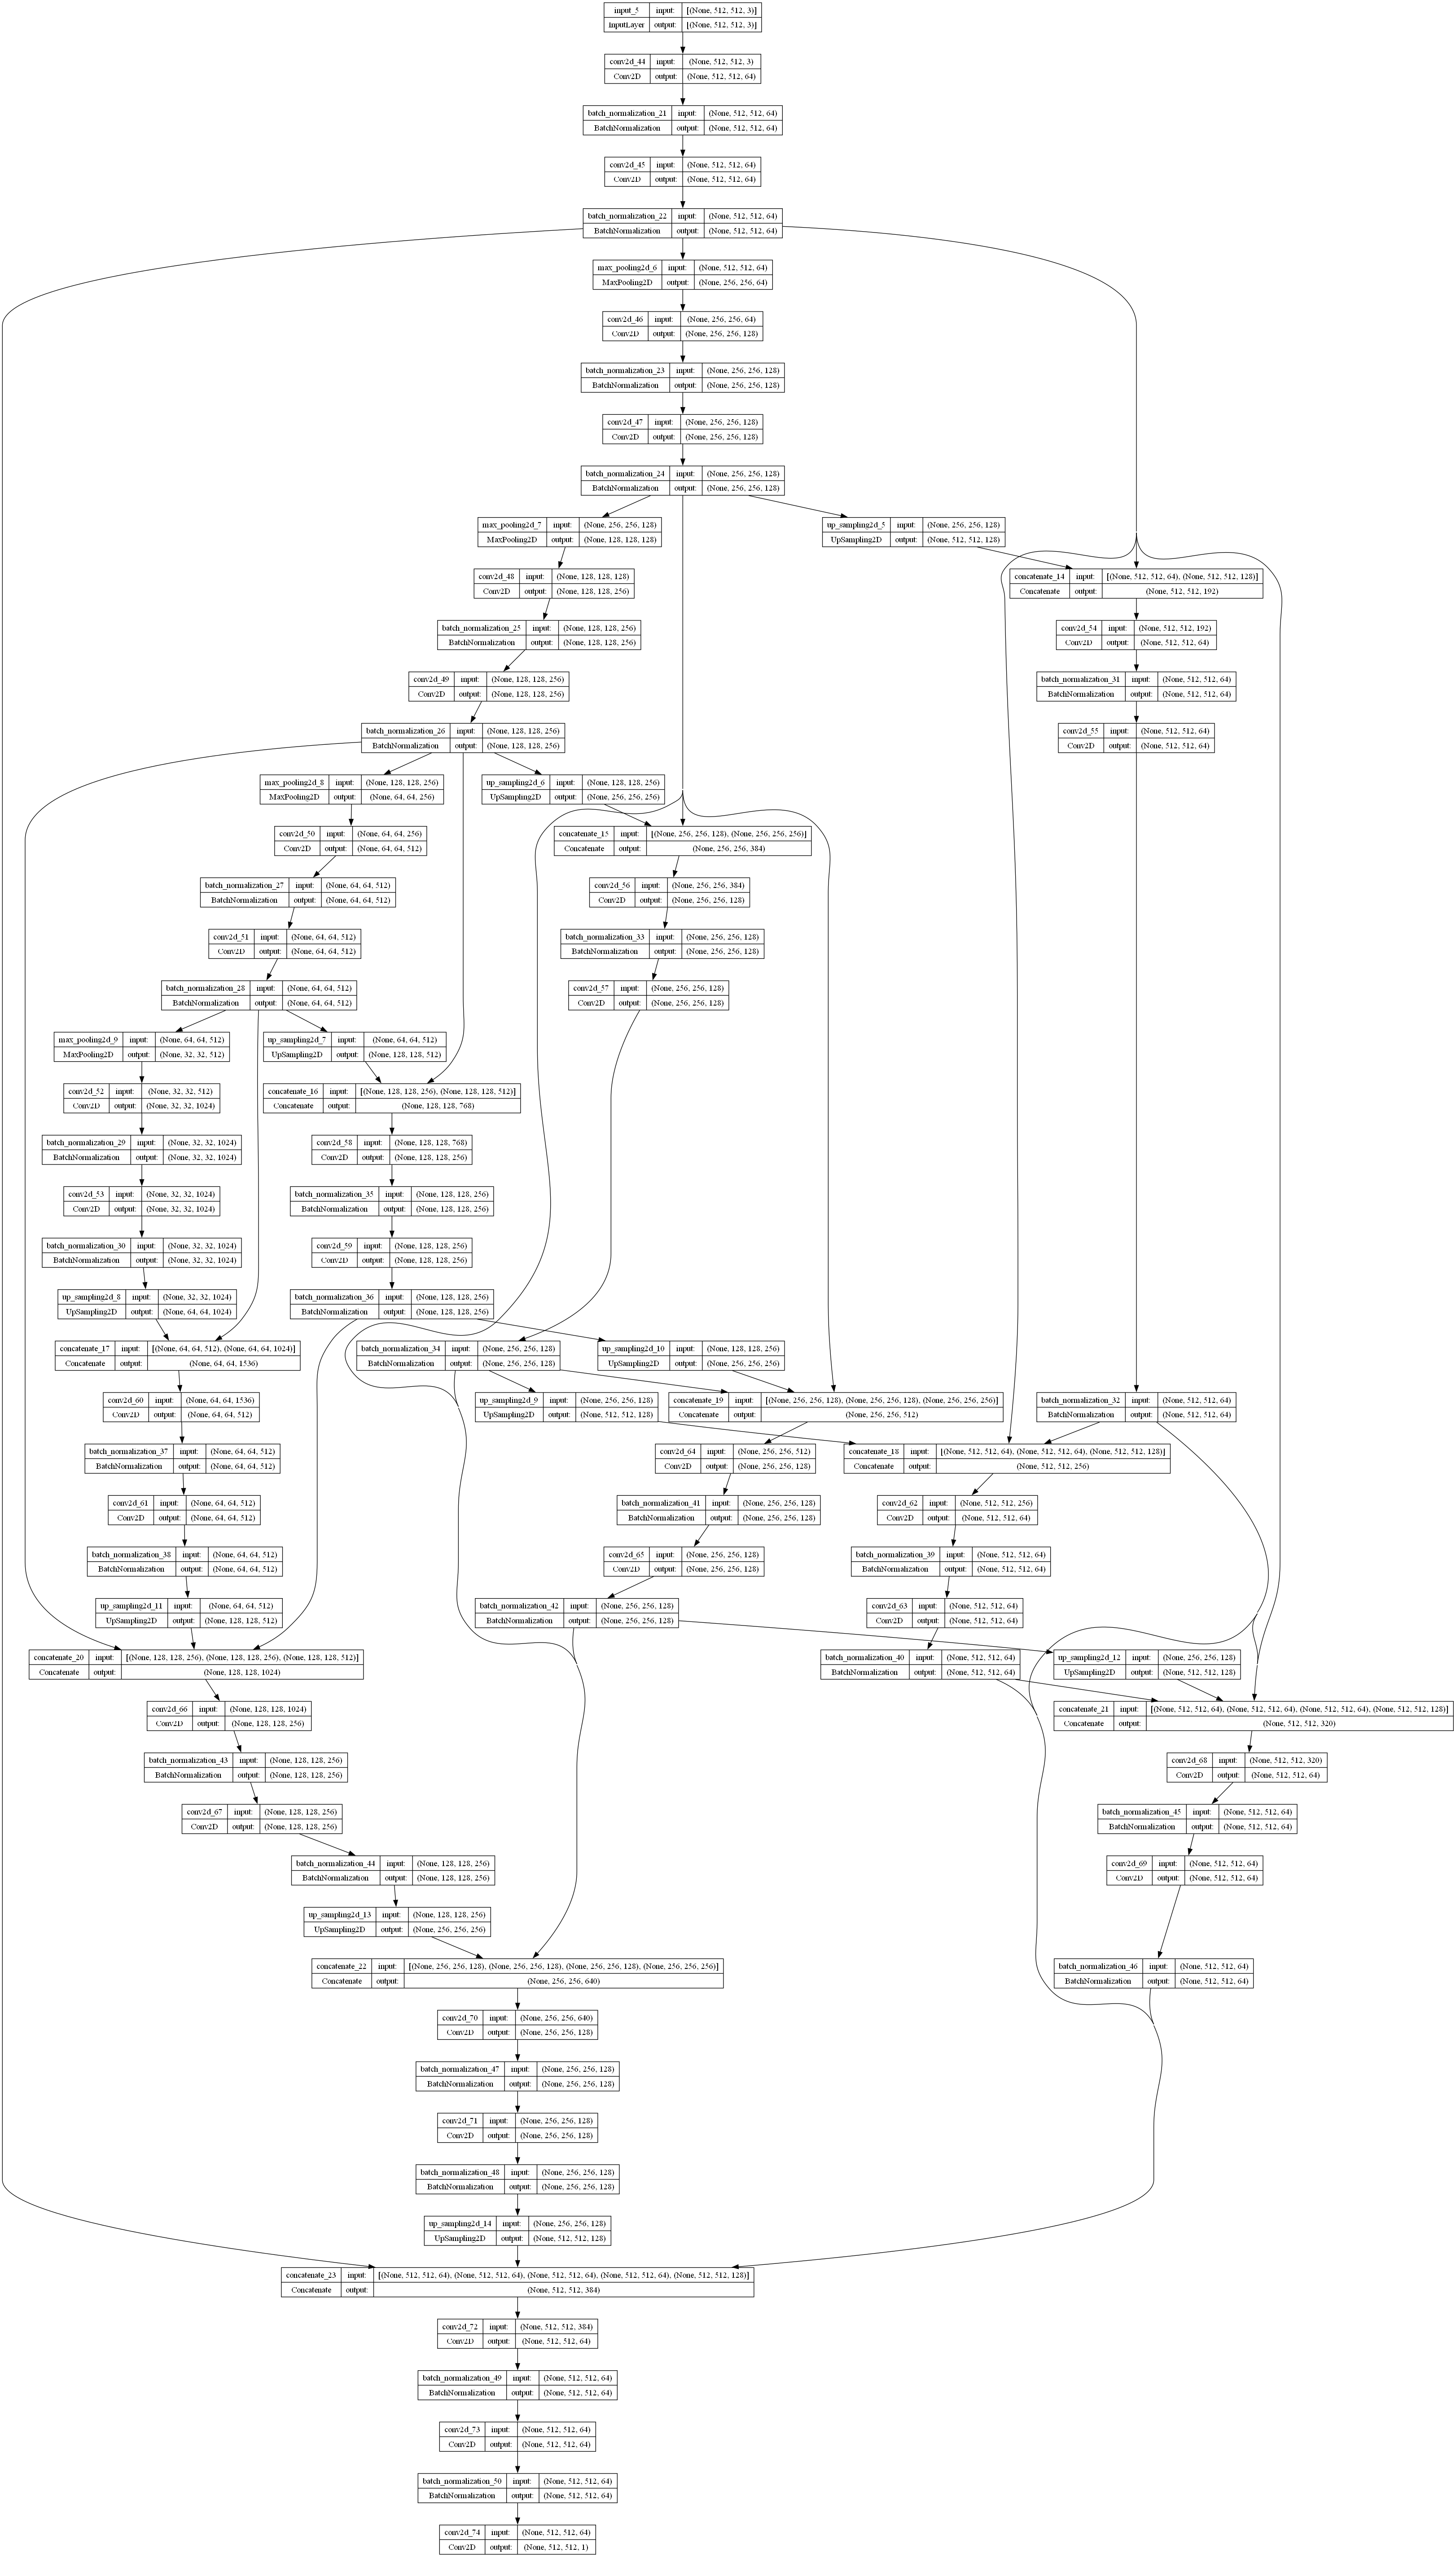 input_5 input: [(None, 512, 512, 3)]
InputLayer output: [(None, 512, 512, 3)]
conv2d_44 input: (None, 512, 512, 3)
Conv2D output: (None, 512, 512, 64)
batch_normalization_21 input: (None, 512, 512, 64)
BatchNormalization output: (None, 512, 512, 64)
conv2d_45 input: (None, 512, 512, 64)
Conv2D output: (None, 512, 512, 64)
batch_normalization_22 input: (None, 512, 512, 64)
BatchNormalization output: (None, 512, 512, 64)
max_pooling2d_6 input: (None, 512, 512, 64)
MaxPooling2D output: (None, 256, 256, 64)
conv2d_46 input: (None, 256, 256, 64)
Conv2D output: (None, 256, 256, 128)
batch_normalization_23 input: (None, 256, 256, 128)
BatchNormalization output: (None, 256, 256, 128)
conv2d_47 input: (None, 256, 256, 128)
Conv2D output: (None, 256, 256, 128)
batch_normalization_24 input: (None, 256, 256, 128)
BatchNormalization output: (None, 256, 256, 128)
max_pooling2d_7 input: (None, 256, 256, 128)
MaxPooling2D output: (None, 128, 128, 128)
up_sampling2d_5 input: (None, 256, 256, 128)
UpSampling2D output: (None, 512, 512, 128)
conv2d_48 input: (None, 128, 128, 128)
Conv2D output: (None, 128, 128, 256)
concatenate_14 input: [(None, 512, 512, 64), (None, 512, 512, 128)]
Concatenate output: (None, 512, 512, 192)
batch_normalization_25 input: (None, 128, 128, 256)
BatchNormalization output: (None, 128, 128, 256)
conv2d_54 input: (None, 512, 512, 192)
Conv2D output: (None, 512, 512, 64)
conv2d_49 input: (None, 128, 128, 256)
Conv2D output: (None, 128, 128, 256)
batch_normalization_31 input: (None, 512, 512, 64)
BatchNormalization output: (None, 512, 512, 64)
batch_normalization_26 input: (None, 128, 128, 256)
BatchNormalization output: (None, 128, 128, 256)
conv2d_55 input: (None, 512, 512, 64)
Conv2D output: (None, 512, 512, 64)
max_pooling2d_8 input: (None, 128, 128, 256)
MaxPooling2D output: (None, 64, 64, 256)
up_sampling2d_6 input: (None, 128, 128, 256)
UpSampling2D output: (None, 256, 256, 256)
conv2d_50 input: (None, 64, 64, 256)
Conv2D output: (None, 64, 64, 512)
concatenate_15 input: [(None, 256, 256, 128), (None, 256, 256, 256)]
Concatenate output: (None, 256, 256, 384)
batch_normalization_27 input: (None, 64, 64, 512)
BatchNormalization output: (None, 64, 64, 512)
conv2d_56 input: (None, 256, 256, 384)
Conv2D output: (None, 256, 256, 128)
conv2d_51 input: (None, 64, 64, 512)
Conv2D output: (None, 64, 64, 512)
batch_normalization_33 input: (None, 256, 256, 128)
BatchNormalization output: (None, 256, 256, 128)
batch_normalization_28 input: (None, 64, 64, 512)
BatchNormalization output: (None, 64, 64, 512)
conv2d_57 input: (None, 256, 256, 128)
Conv2D output: (None, 256, 256, 128)
max_pooling2d_9 input: (None, 64, 64, 512)
MaxPooling2D output: (None, 32, 32, 512)
up_sampling2d_7 input: (None, 64, 64, 512)
UpSampling2D output: (None, 128, 128, 512)
conv2d_52 input: (None, 32, 32, 512)
Conv2D output: (None, 32, 32, 1024)
concatenate_16 input: [(None, 128, 128, 256), (None, 128, 128, 512)]
Concatenate output: (None, 128, 128, 768)
batch_normalization_29 input: (None, 32, 32, 1024)
BatchNormalization output: (None, 32, 32, 1024)
conv2d_58 input: (None, 128, 128, 768)
Conv2D output: (None, 128, 128, 256)
conv2d_53 input: (None, 32, 32, 1024)
Conv2D output: (None, 32, 32, 1024)
batch_normalization_35 input: (None, 128, 128, 256)
BatchNormalization output: (None, 128, 128, 256)
batch_normalization_30 input: (None, 32, 32, 1024)
BatchNormalization output: (None, 32, 32, 1024)
conv2d_59 input: (None, 128, 128, 256)
Conv2D output: (None, 128, 128, 256)
up_sampling2d_8 input: (None, 32, 32, 1024)
UpSampling2D output: (None, 64, 64, 1024)
batch_normalization_36 input: (None, 128, 128, 256)
BatchNormalization output: (None, 128, 128, 256)
concatenate_17 input: [(None, 64, 64, 512), (None, 64, 64, 1024)]
Concatenate output: (None, 64, 64, 1536)
batch_normalization_34 input: (None, 256, 256, 128)
BatchNormalization output: (None, 256, 256, 128)
up_sampling2d_10 input: (None, 128, 128, 256)
UpSampling2D output: (None, 256, 256, 256)
conv2d_60 input: (None, 64, 64, 1536)
Conv2D output: (None, 64, 64, 512)
up_sampling2d_9 input: (None, 256, 256, 128)
UpSampling2D output: (None, 512, 512, 128)
concatenate_19 input: [(None, 256, 256, 128), (None, 256, 256, 128), (None, 256, 256, 256)]
Concatenate output: (None, 256, 256, 512)
batch_normalization_32 input: (None, 512, 512, 64)
BatchNormalization output: (None, 512, 512, 64)
batch_normalization_37 input: (None, 64, 64, 512)
BatchNormalization output: (None, 64, 64, 512)
conv2d_64 input: (None, 256, 256, 512)
Conv2D output: (None, 256, 256, 128)
concatenate_18 input: [(None, 512, 512, 64), (None, 512, 512, 64), (None, 512, 512, 128)]
Concatenate output: (None, 512, 512, 256)
conv2d_61 input: (None, 64, 64, 512)
Conv2D output: (None, 64, 64, 512)
batch_normalization_41 input: (None, 256, 256, 128)
BatchNormalization output: (None, 256, 256, 128)
conv2d_62 input: (None, 512, 512, 256)
Conv2D output: (None, 512, 512, 64)
batch_normalization_38 input: (None, 64, 64, 512)
BatchNormalization output: (None, 64, 64, 512)
conv2d_65 input: (None, 256, 256, 128)
Conv2D output: (None, 256, 256, 128)
batch_normalization_39 input: (None, 512, 512, 64)
BatchNormalization output: (None, 512, 512, 64)
up_sampling2d_11 input: (None, 64, 64, 512)
UpSampling2D output: (None, 128, 128, 512)
batch_normalization_42 input: (None, 256, 256, 128)
BatchNormalization output: (None, 256, 256, 128)
conv2d_63 input: (None, 512, 512, 64)
Conv2D output: (None, 512, 512, 64)
concatenate_20 input: [(None, 128, 128, 256), (None, 128, 128, 256), (None, 128, 128, 512)]
Concatenate output: (None, 128, 128, 1024)
batch_normalization_40 input: (None, 512, 512, 64)
BatchNormalization output: (None, 512, 512, 64)
up_sampling2d_12 input: (None, 256, 256, 128)
UpSampling2D output: (None, 512, 512, 128)
conv2d_66 input: (None, 128, 128, 1024)
Conv2D output: (None, 128, 128, 256)
concatenate_21 input: [(None, 512, 512, 64), (None, 512, 512, 64), (None, 512, 512, 64), (None, 512, 512, 128)]
Concatenate output: (None, 512, 512, 320)
batch_normalization_43 input: (None, 128, 128, 256)
BatchNormalization output: (None, 128, 128, 256)
conv2d_68 input: (None, 512, 512, 320)
Conv2D output: (None, 512, 512, 64)
conv2d_67 input: (None, 128, 128, 256)
Conv2D output: (None, 128, 128, 256)
batch_normalization_45 input: (None, 512, 512, 64)
BatchNormalization output: (None, 512, 512, 64)
batch_normalization_44 input: (None, 128, 128, 256)
BatchNormalization output: (None, 128, 128, 256)
conv2d_69 input: (None, 512, 512, 64)
Conv2D output: (None, 512, 512, 64)
up_sampling2d_13 input: (None, 128, 128, 256)
UpSampling2D output: (None, 256, 256, 256)
concatenate_22 input: [(None, 256, 256, 128), (None, 256, 256, 128), (None, 256, 256, 128), (None, 256, 256, 256)]
Concatenate output: (None, 256, 256, 640)
batch_normalization_46 input: (None, 512, 512, 64)
BatchNormalization output: (None, 512, 512, 64)
conv2d_70 input: (None, 256, 256, 640)
Conv2D output: (None, 256, 256, 128)
batch_normalization_47 input: (None, 256, 256, 128)
BatchNormalization output: (None, 256, 256, 128)
conv2d_71 input: (None, 256, 256, 128)
Conv2D output: (None, 256, 256, 128)
batch_normalization_48 input: (None, 256, 256, 128)
BatchNormalization output: (None, 256, 256, 128)
up_sampling2d_14 input: (None, 256, 256, 128)
UpSampling2D output: (None, 512, 512, 128)
concatenate_23 input: [(None, 512, 512, 64), (None, 512, 512, 64), (None, 512, 512, 64), (None, 512, 512, 64), (None, 512, 512, 128)]
Concatenate output: (None, 512, 512, 384)
conv2d_72 input: (None, 512, 512, 384)
Conv2D output: (None, 512, 512, 64)
batch_normalization_49 input: (None, 512, 512, 64)
BatchNormalization output: (None, 512, 512, 64)
conv2d_73 input: (None, 512, 512, 64)
Conv2D output: (None, 512, 512, 64)
batch_normalization_50 input: (None, 512, 512, 64)
BatchNormalization output: (None, 512, 512, 64)
conv2d_74 input: (None, 512, 512, 64)
Conv2D output: (None, 512, 512, 1)